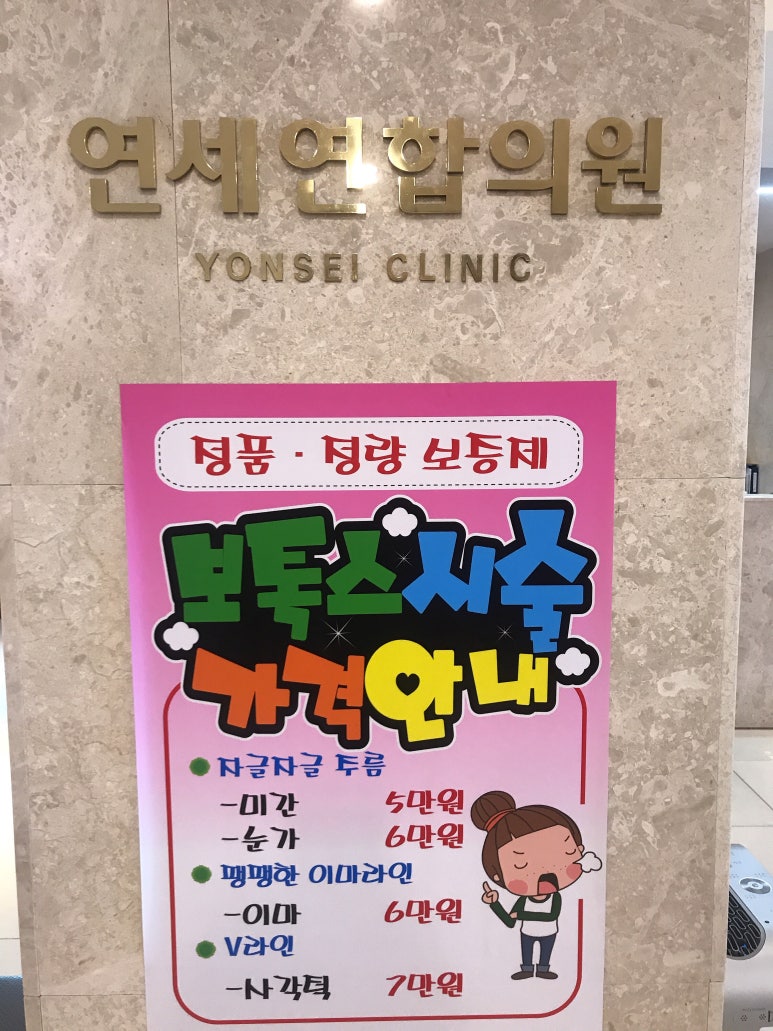 연세연합의원
YONSEI CLINIC
정품 · 정량 보증제
보톡스시술
가격안내
자글자글 주름
-미간 5만원
-눈가 6만원
팽팽한 이마라인
-이마 6만원
V라인
-사각턱 7만원